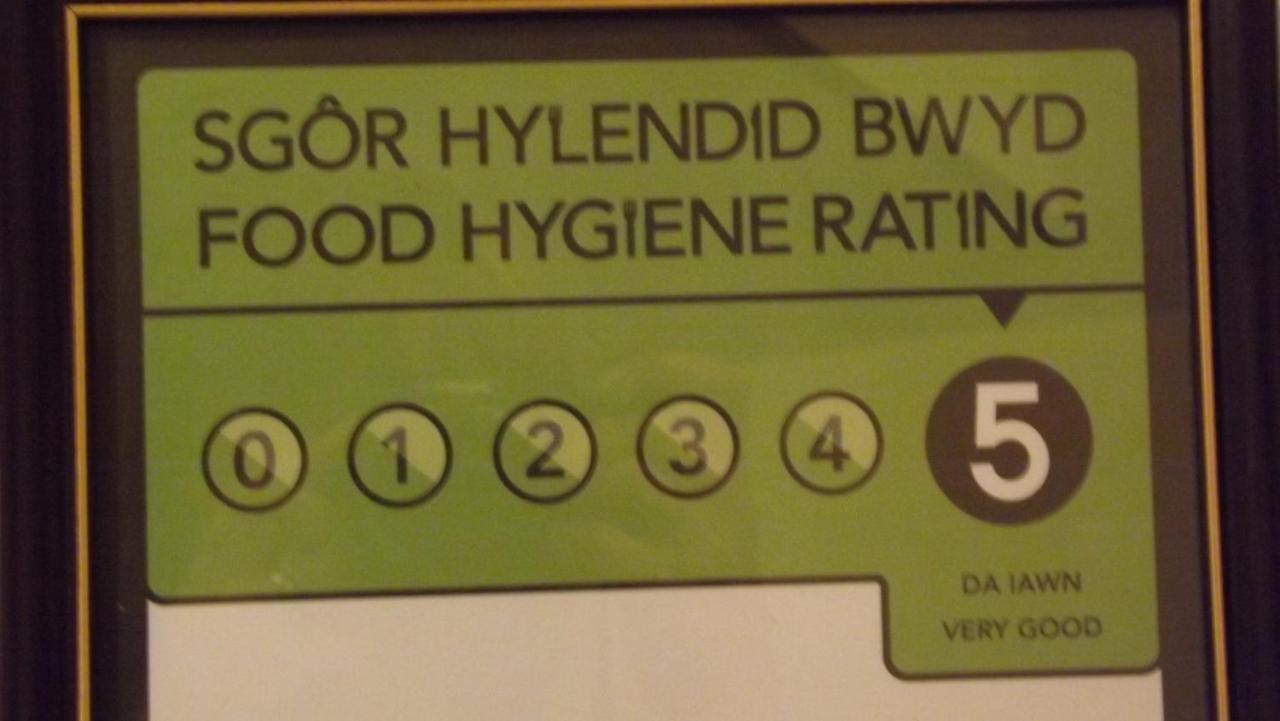 SGÔR HYLENDID BWYD
FOOD HYGIENE RATING
0 1 2 3 4 5
DA IAWN
VERY GOOD